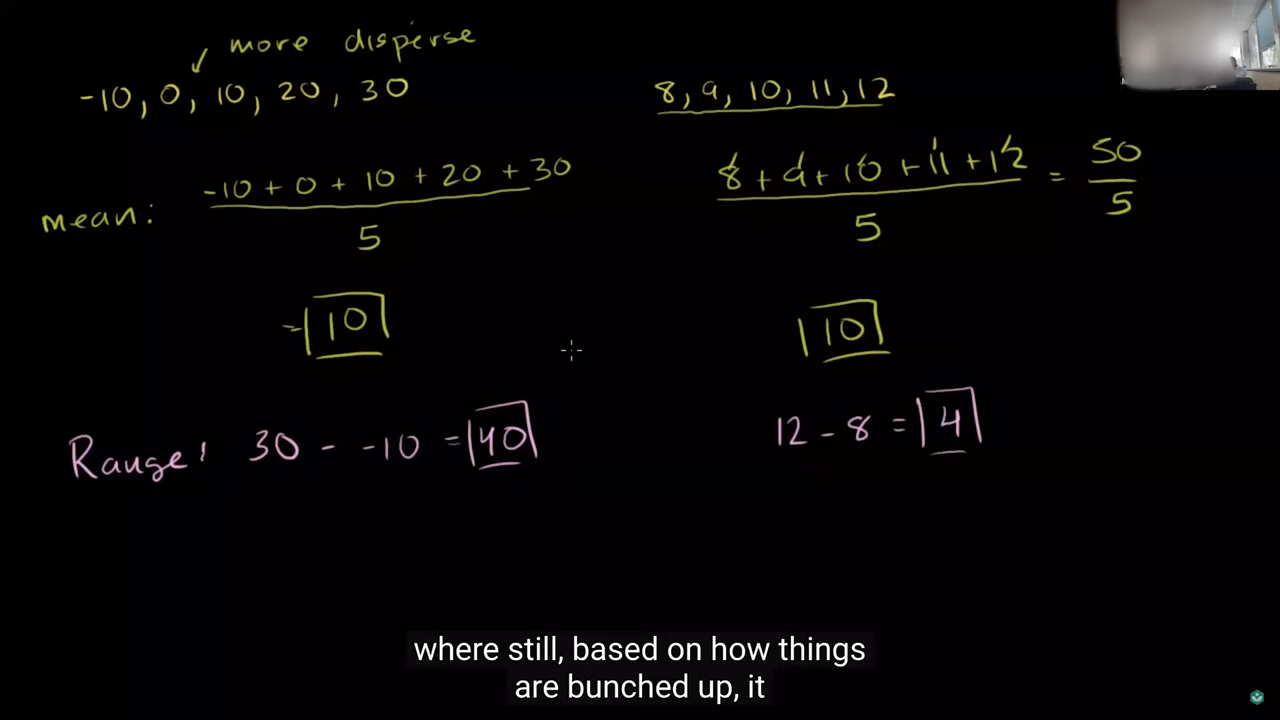 more disperse
-10, 0, 10, 20, 30
8, 9, 10, 11, 12
mean:
-10 + 0 + 10 + 20 + 30
5
8 + 9 + 10 + 11 + 12 = 50
5
5
= 10
10
Range: 30 - -10 = 40
12 - 8 = 4
where still, based on how things
are bunched up, it